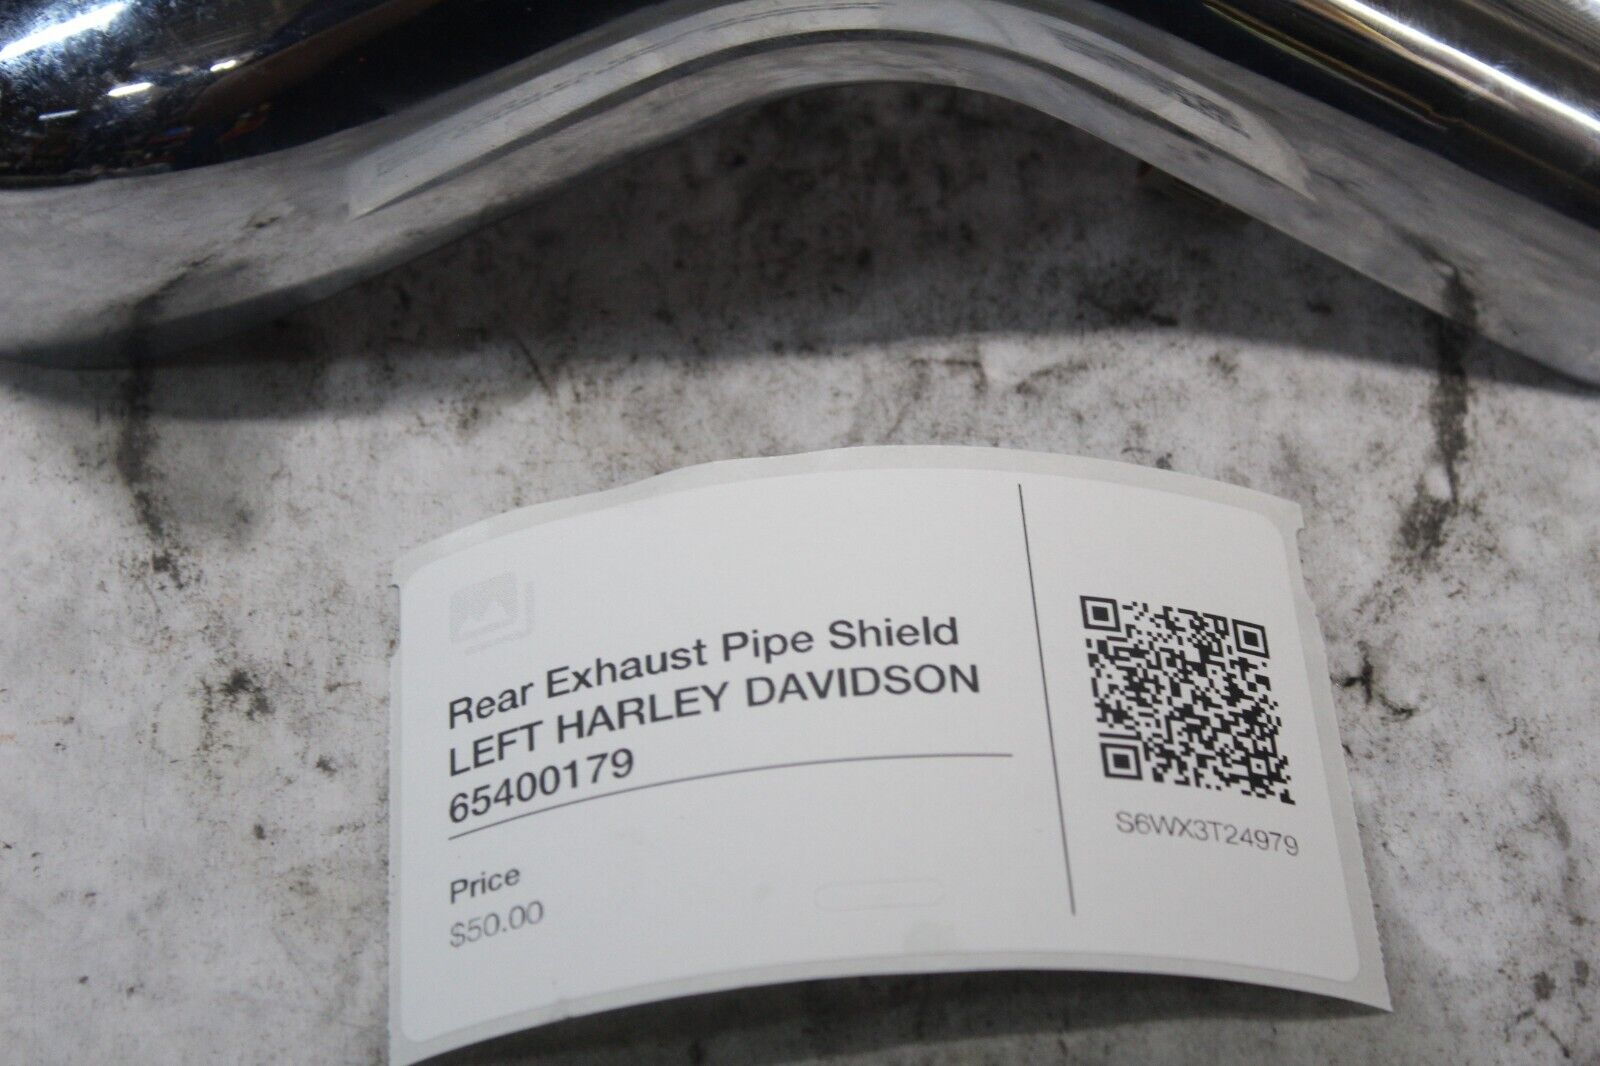 Rear Exhaust Pipe Shield
LEFT HARLEY DAVIDSON
65400179
Price
$50.00
S6WX3T24979